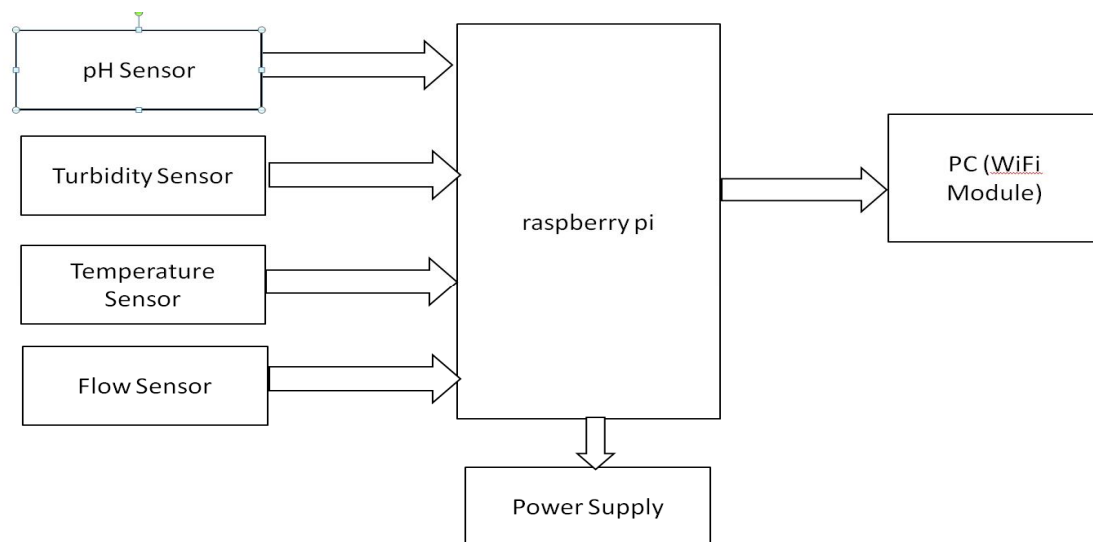 pH Sensor
Turbidity Sensor
Temperature
Sensor
Flow Sensor
raspberry pi
PC (WiFi
Module)
Power Supply